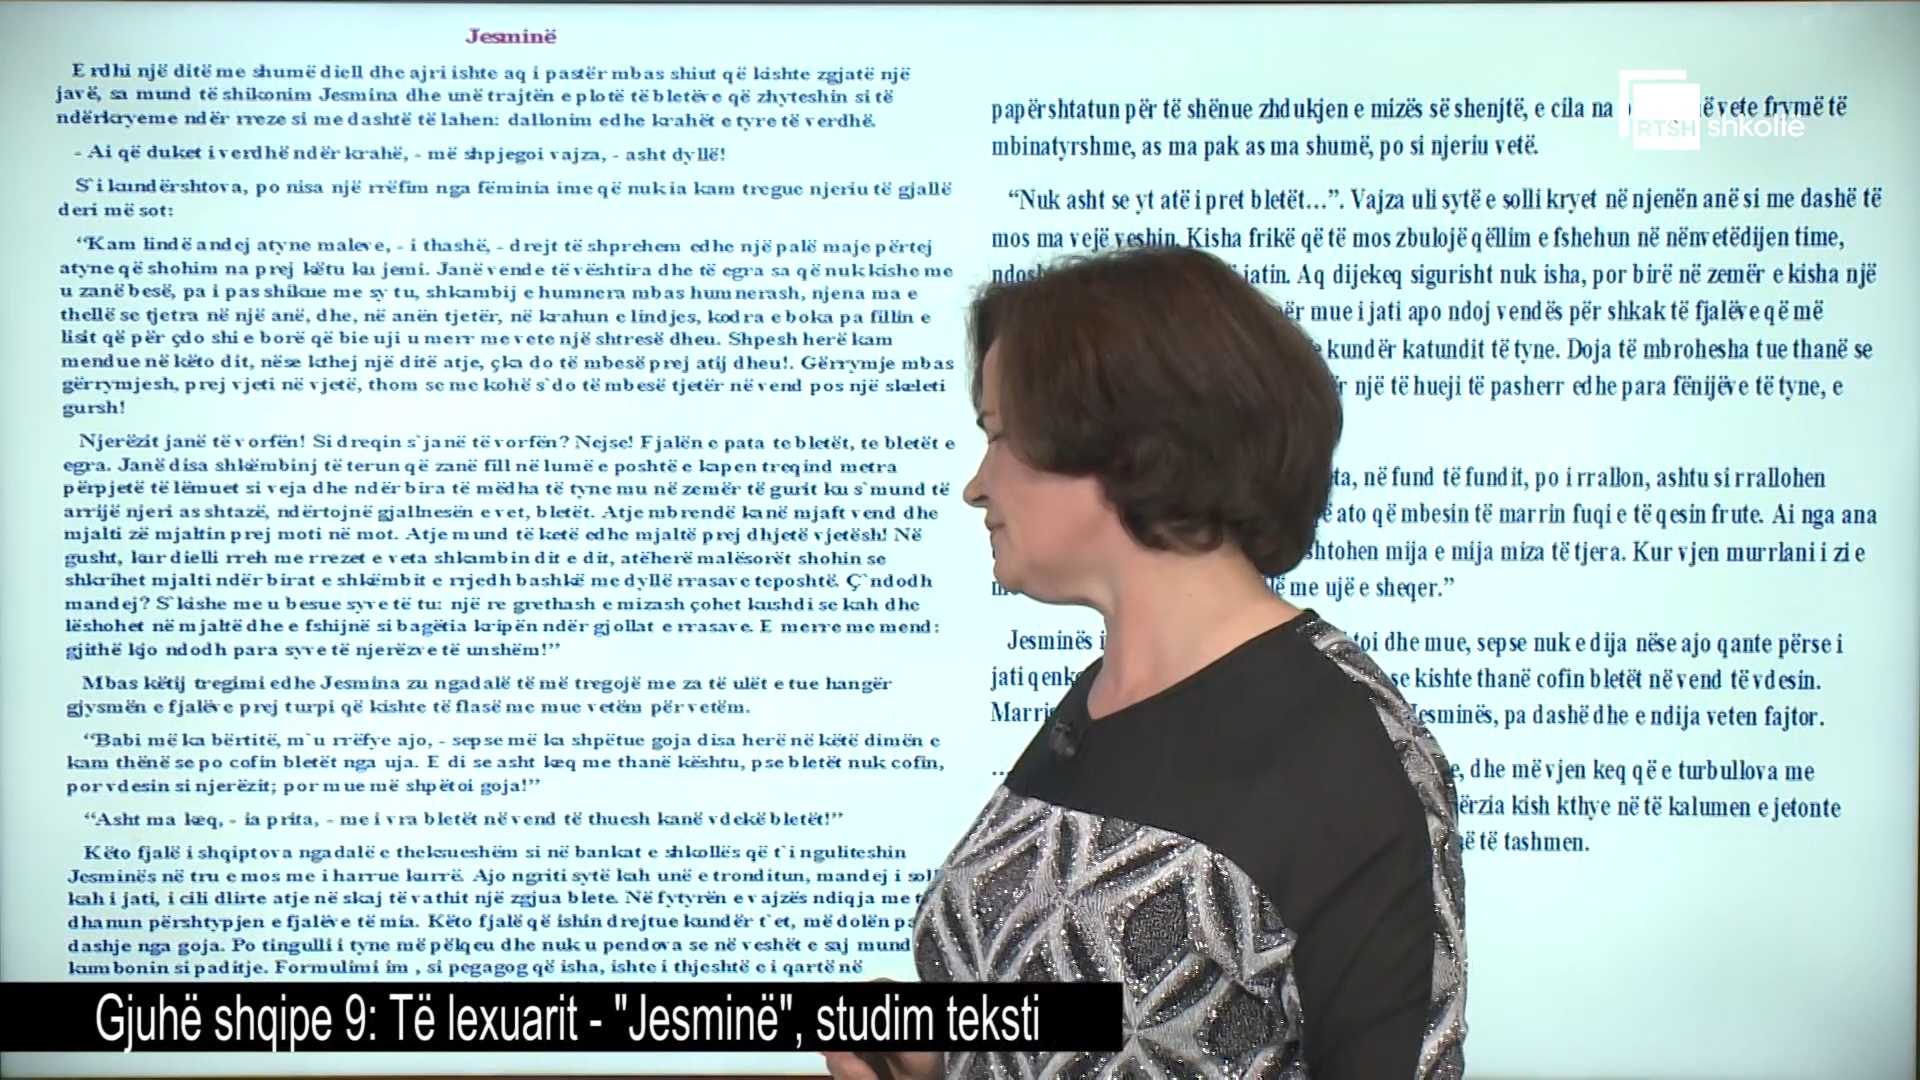 Jesminë
E rdhi një ditë me shumë diell dhe ajri ishte aq i pastër mbas shiut që kishte zgjatë një
javë, sa mund të shikonim Jesmina dhe unë trajtën e plotë të bletëve që zhyteshin si të
ndërkryeme ndër rreze si me dashtë të lahen: dallonim edhe krahët e tyre të verdhë.
- Ai që duket i verdhë ndër krahë, - më shpjegoi vajza, - asht dyllë!
S`i kundërshtova, po nisa një rrëfim nga fëminia ime që nuk ia kam tregue njeriu të gjallë
deri më sot:
“Kam lindë andej atyne maleve, - i thashë, - drejt të shprehem edhe një palë maje përtej
atyne që shohim na prej këtu ku jemi. Janë vende të vështira dhe të egra sa që nuk kishe me
u zanë besë, pa i pas shikue me sy tu, shkambij e humnera mbas humnerash, njena ma e
thellë se tjetra në një anë, dhe, në anën tjetër, në krahun e lindjes, kodra e boka pa fillin e
lisit që për çdo shi e borë që bie uji u merr me vete një shtresë dheu. Shpesh herë kam
mendue në këto dit, nëse kthej një ditë atje, çka do të mbesë prej atij dheu!. Gërrymje mbas
gërrymjesh, prej vjeti në vjetë, thom se me kohë s`do të mbesë tjetër në vend pos një skeleti
gursh!
Njerëzit janë të vorfën! Si dreqin s`janë të vorfën? Nejse! Fjalën e pata te bletët, te bletët e
egra. Janë disa shkëmbinj të terun që zanë fill në lumë e poshtë e kapen treqind metra
përpjetë të lëmuet si veja dhe ndër bira të mëdha të tyne mu në zemër të gurit ku s`mund të
arrijë njeri as shtazë, ndërtojnë gjallnesën e vet, bletët. Atje mbrendë kanë mjaft vend dhe
mjalti zë mjaltin prej moti në mot. Atje mund të ketë edhe mjaltë prej dhjetë vjetësh! Në
gusht, kur dielli rreh me rrezet e veta shkambin dit e dit, atëherë malësorët shohin se
shkrihet mjalti ndër birat e shkëmbit e rrjedh bashkë me dyllë rrasave teposhtë. Ç`ndodh
mandej? S`kishe me u besue syve të tu: një re grethash e mizash çohet kushdi se kah dhe
lëshohet në mjaltë dhe e fshijnë si bagëtia kripën ndër gjollat e rrasave. E merre me mend:
gjithë kjo ndodh para syve të njerëzve të unshëm!”
Mbas këtij tregimi edhe Jesmina zu ngadalë të më tregojë me za të ulët e tue hangër
gjysmën e fjalëve prej turpi që kishte të flasë me mue vetëm për vetëm.
“Babi më ka bërtitë, m`u rrëfye ajo, - sepse më ka shpëtue goja disa herë në këtë dimën e
kam thënë se po cofin bletët nga uja. E di se asht keq me thanë kështu, pse bletët nuk cofin,
por vdesin si njerëzit; por mue më shpëtoi goja!”
“Asht ma keq, - ia prita, - me i vra bletët në vend të thuesh kanë vdekë bletët!”
Këto fjalë i shqiptova ngadalë e theksueshëm si në bankat e shkollës që t`i nguliteshin
Jesminës në tru e mos me i harrue kurrë. Ajo ngriti sytë kah unë e tronditun, mandej i
kah i jati, i cili dlirte atje në skaj të vathit një zgjua blete. Në fytyrën e vajzës ndiqja me
dhanun përshtypjen e fjalëve të mia. Këto fjalë që ishin drejtue kundër t`et, më dolën
dashje nga goja. Po tingulli i tyne më pëlqeu dhe nuk u pendova se në veshët e saj mund
kumbonin si paditje. Formulimi im , si pegagog që isha, ishte i thjeshtë e i qartë në
papërshtatun për të shënue zhdukjen e mizës së shenjtë, e cila na vete frymë të
mbinatyrshme, as ma pak as ma shumë, po si njeriu vetë.
“Nuk asht se yt atë i pret bletët…”. Vajza uli sytë e solli kryet në njenën anë si me dashë të
mos ma vejë veshin. Kisha frikë që të mos zbulojë qëllim e fshehun në nënvetëdijen time,
jatin. Aq dijekeq sigurisht nuk isha, por birë në zemër e kisha një
mue i jati apo ndoj vendës për shkak të fjalëve që më
kundër katundit të tyne. Doja të mbrohesha tue thanë se
një të hueji të pasherr edhe para fënijëve të tyne, e
në fund të fundit, po i rrallon, ashtu si rrallohen
ato që mbesin të marrin fuqi e të qesin frute. Ai nga ana
mija e mija miza të tjera. Kur vjen murrlani i zi e
me ujë e sheqer.”
Jesminës
dhe mue, sepse nuk e dija nëse ajo qante përse i
jati
se kishte thanë cofin bletët në vend të vdesin.
Jesminës, pa dashë dhe e ndija veten fajtor.
…
dhe më vjen keq që e turbullova me
kish kthye në të kalumen e jetonte
të tashmen.
RTSH shkollë
Gjuhë shqipe 9: Të lexuarit - "Jesminë", studim teksti